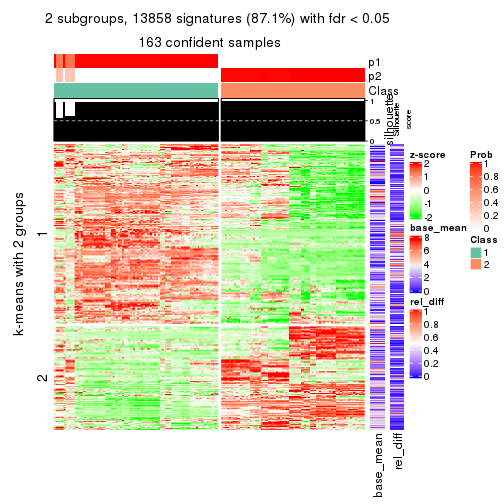 2 subgroups, 13858 signatures (87.1%) with fdr < 0.05
163 confident samples
p1
p2
Class
1
0.5
0
silhouette
Silhouette
score
k-means with 2 groups
1
2
base_mean
rel_diff
z-score
2
1
0
-1
-2
base_mean
8
6
4
2
0
rel_diff
1
0.8
0.6
0.4
0.2
0
Prob
1
0.8
0.6
0.4
0.2
0
Class
1
2